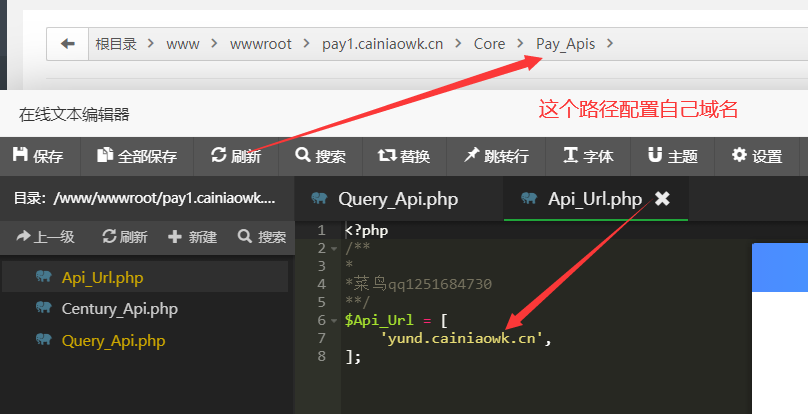 根目录 > www > wwwroot > pay1.cainiaowk.cn > Core > Pay_Apis >
在线文本编辑器
这个路径配置自己域名
保存 全部保存 刷新 搜索 替换 跳转行 字体 主题 设置
目录: /www/wwwroot/pay1.cainiaowk....
Query_Api.php Api_Url.php
上一级 刷新 新建 搜索
Api_Url.php
Century_Api.php
Query_Api.php
1 <?php
2 /**
3 *
4 *菜鸟qq1251684730
5 **/
6 $Api_Url = [
7 'yund.cainiaowk.cn',
8 ];